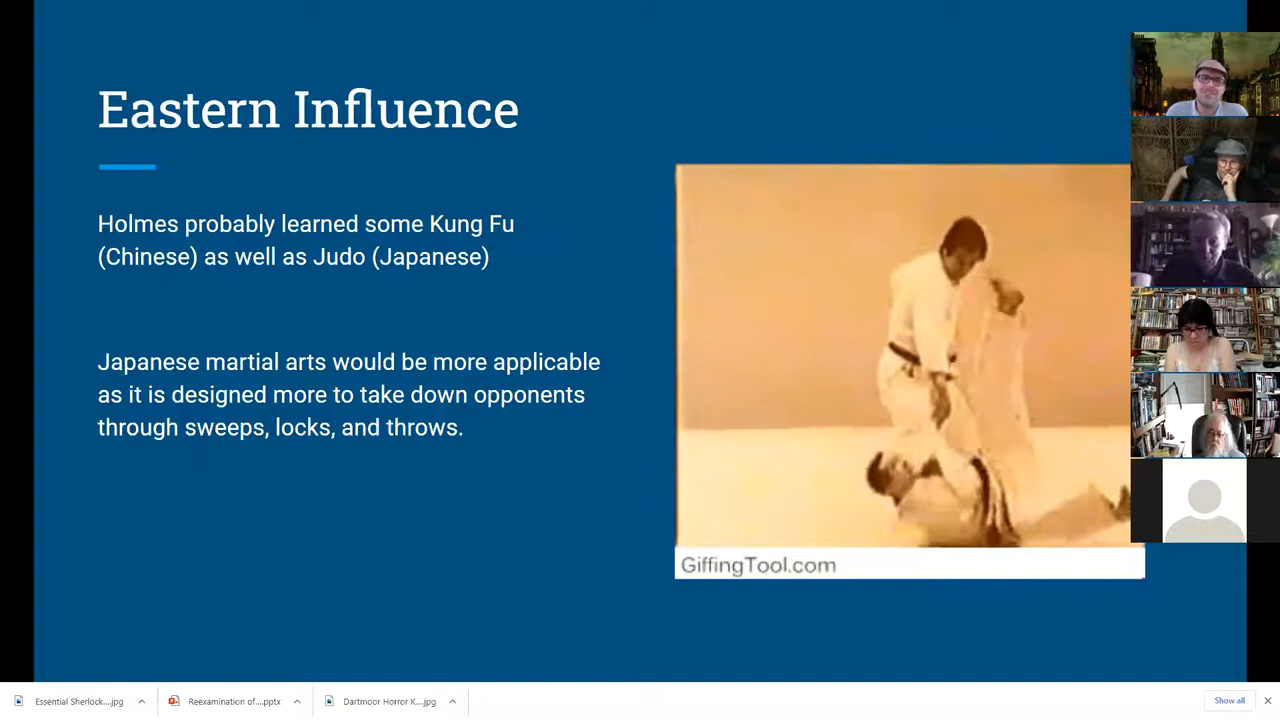 Eastern Influence
Holmes probably learned some Kung Fu
(Chinese) as well as Judo (Japanese)
Japanese martial arts would be more applicable
as it is designed more to take down opponents
through sweeps, locks, and throws.
GiffingTool.com
Essential Sherlock....jpg
Reexamination of....pptx
Dartmoor Horror K....jpg
Show all